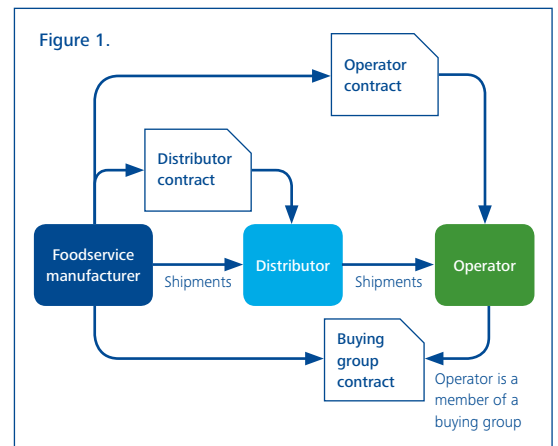 Figure 1.
Operator
contract
Distributor
contract
Foodservice
manufacturer
Shipments
Distributor
Shipments
Operator
Buying
group
contract
Operator is a
member of a
buying group